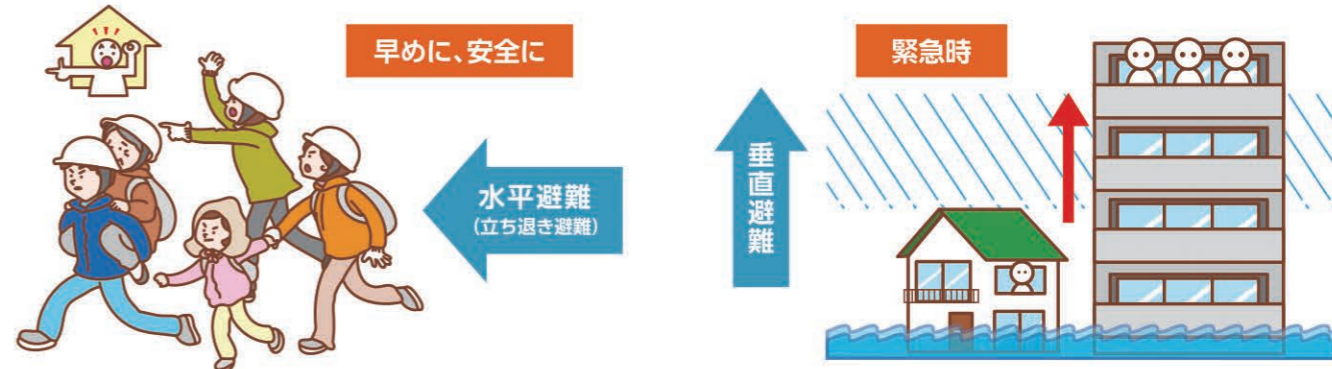 早めに、安全に
水平避難
(立ち退き避難)
緊急時
垂直避難